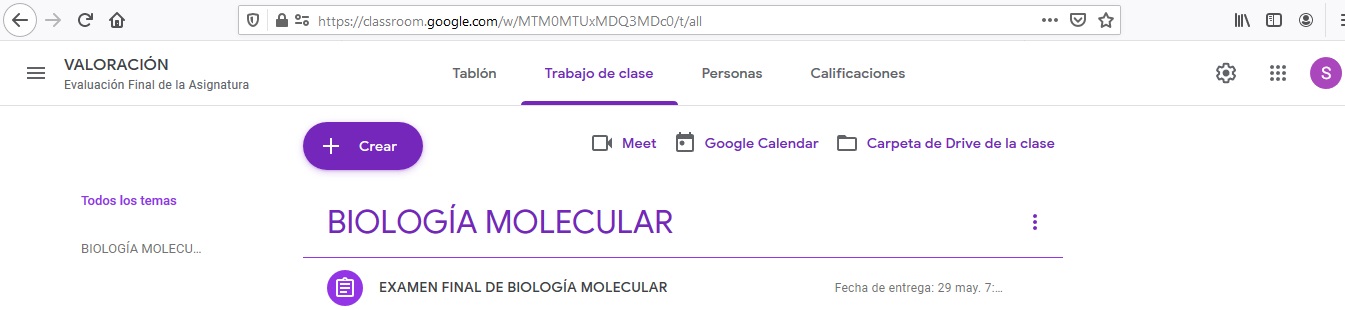 https://classroom.google.com/w/MTM0MTUxMDQ3MDc0/t/all
VALORACIÓN
Evaluación Final de la Asignatura
Tablón
Trabajo de clase
Personas
Calificaciones
S
Crear
Meet
Google Calendar
Carpeta de Drive de la clase
Todos los temas
BIOLOGÍA MOLECU...
BIOLOGÍA MOLECULAR
EXAMEN FINAL DE BIOLOGÍA MOLECULAR
Fecha de entrega: 29 may. 7:...